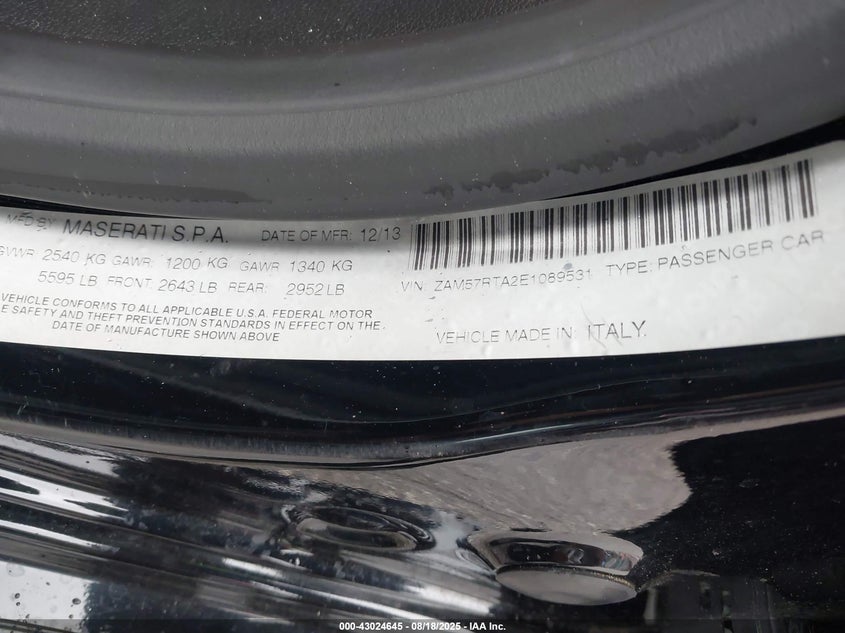 MFD BY MASERATI S.P.A. DATE OF MFR: 12/13
GVWR 2540 KG GAWR: 1200 KG GAWR 1340 KG
5595 LB FRONT: 2643 LB REAR: 2952 LB
VEHICLE CONFORMS TO ALL APPLICABLE U.S.A. FEDERAL MOTOR
E SAFETY AND THEFT PREVENTION STANDARDS IN EFFECT ON THE
DATE OF MANUFACTURE SHOWN ABOVE
VIN: ZAM57RTA2E1089531 TYPE: PASSENGER CAR
VEHICLE MADE IN: ITALY.
000-43024645 - 08/18/2025 - IAA Inc.